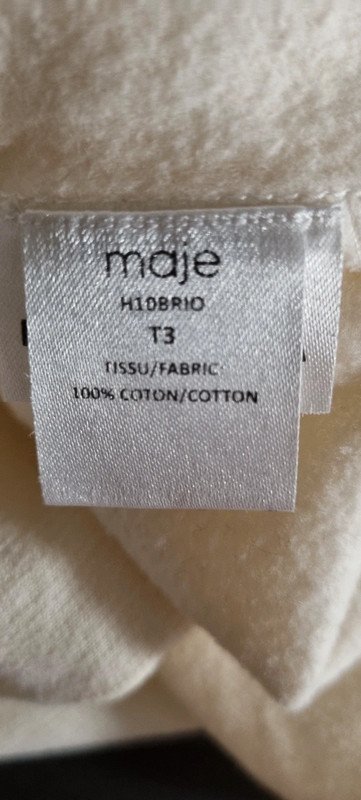 maje
H10BRIO
T3
TISSU/FABRIC
100% COTON/COTTON